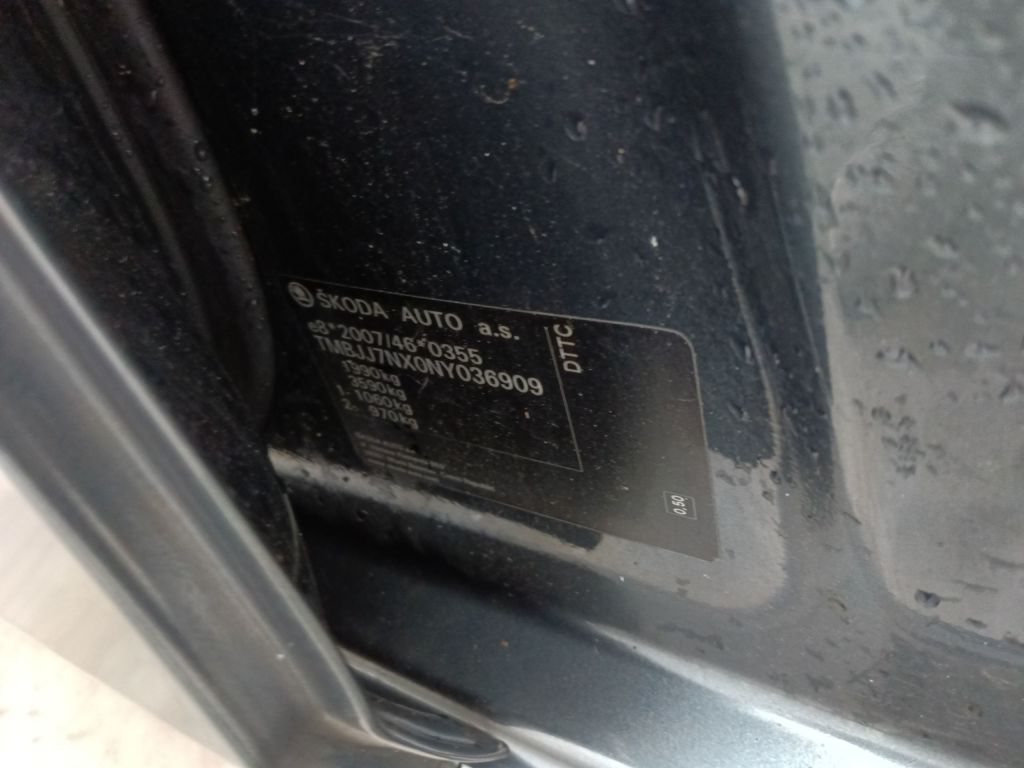 ŠKODA AUTO a.s.
e8*2007/46*0355
TMBJJ7NX0NY036909
1990kg
3590kg
1- 1060kg
2- 970kg
DTTC
0.50